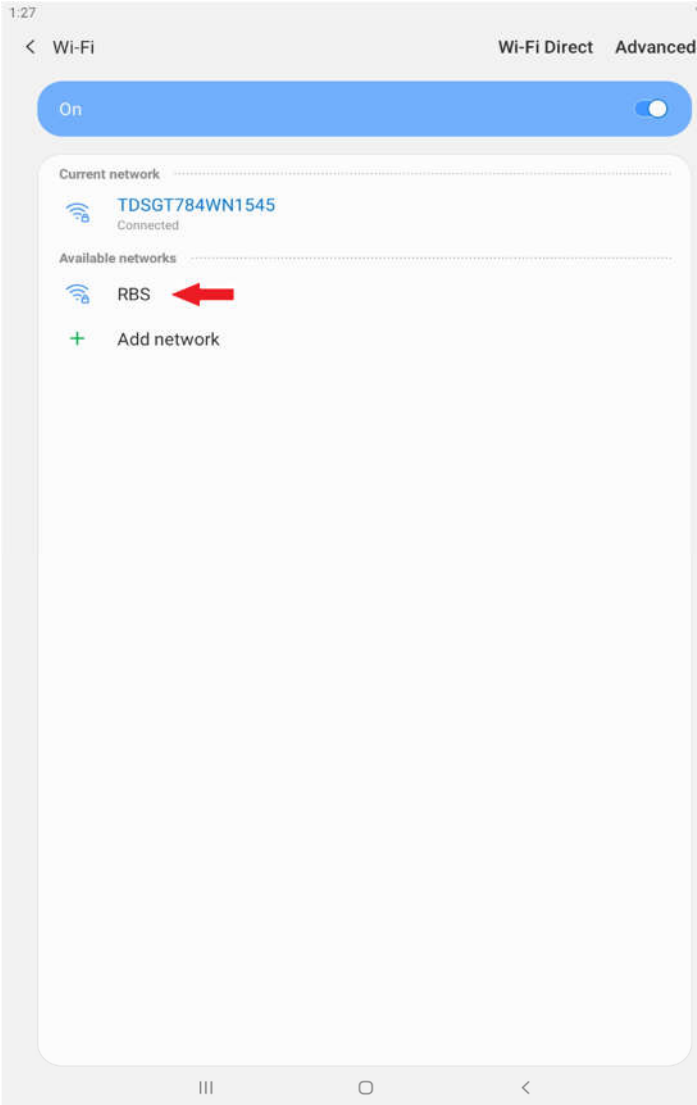 1:27
Wi-Fi Wi-Fi Direct Advanced
On
Current network
TDSGT784WN1545
Connected
Available networks
RBS
Add network